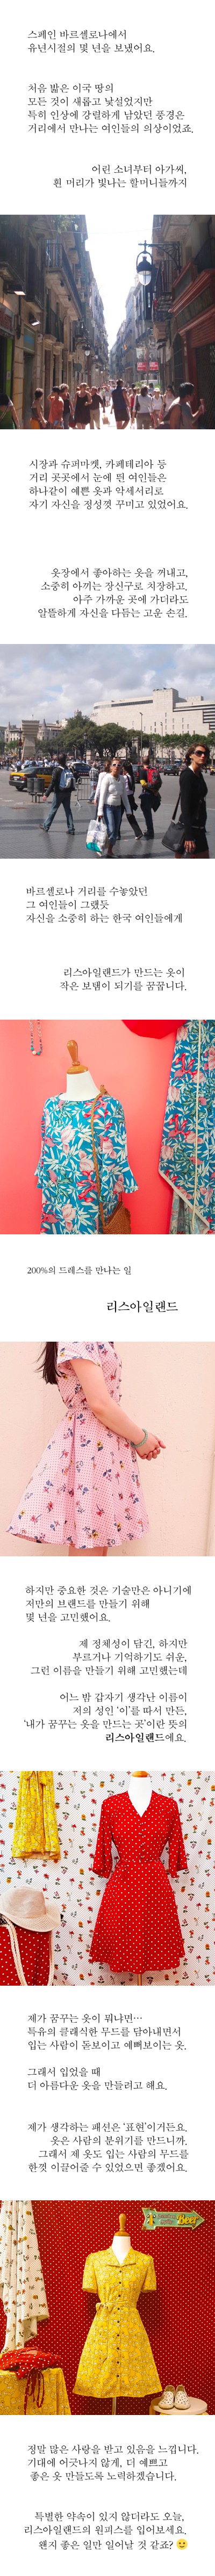 스페인 바르셀로나에서
유년시절의 몇 년을 보냈어요.
처음 밟은 이국 땅의
모든 것이 새롭고 낯설었지만
특히 인상에 강렬하게 남았던 풍경은
거리에서 만나는 여인들의 의상이었죠.
어린 소녀부터 아가씨,
흰 머리가 빛나는 할머니들까지
시장과 슈퍼마켓, 카페테리아 등
거리 곳곳에서 눈에 띈 여인들은
하나같이 예쁜 옷과 악세서리로
자기 자신을 정성껏 꾸미고 있었어요.
옷장에서 좋아하는 옷을 꺼내고,
소중히 아끼는 장신구로 치장하고.
아주 가까운 곳에 가더라도
알뜰하게 자신을 다듬는 고운 손길.
바르셀로나 거리를 수놓았던
그 여인들이 그랬듯
자신을 소중히 하는 한국 여인들에게
리스아일랜드가 만드는 옷이
작은 보탬이 되기를 꿈꿉니다.
200%의 드레스를 만나는 일
리스아일랜드
하지만 중요한 것은 기술만은 아니기에
저만의 브랜드를 만들기 위해
몇 년을 고민했어요.
제 정체성이 담긴, 하지만
부르거나 기억하기도 쉬운,
그런 이름을 만들기 위해 고민했는데
어느 밤 갑자기 생각난 이름이
저의 성인 '이'를 따서 만든,
'내가 꿈꾸는 옷을 만드는 곳'이란 뜻의
리스아일랜드에요.
제가 꿈꾸는 옷이 뭐냐면…
특유의 클래식한 무드를 담아내면서
입는 사람이 돋보이고 예뻐보이는 옷.
그래서 입었을 때
더 아름다운 옷을 만들려고 해요.
제가 생각하는 패션은 '표현'이거든요.
옷은 사람의 분위기를 만드니까.
그래서 제 옷도 입는 사람의 무드를
한껏 이끌어줄 수 있었으면 좋겠어요.
Beer
정말 많은 사랑을 받고 있음을 느낍니다.
기대에 어긋나지 않게, 더 예쁘고
좋은 옷 만들도록 노력하겠습니다.
특별한 약속이 있지 않더라도 오늘,
리스아일랜드의 원피스를 입어보세요.
왠지 좋은 일만 일어날 것 같죠? 🙂